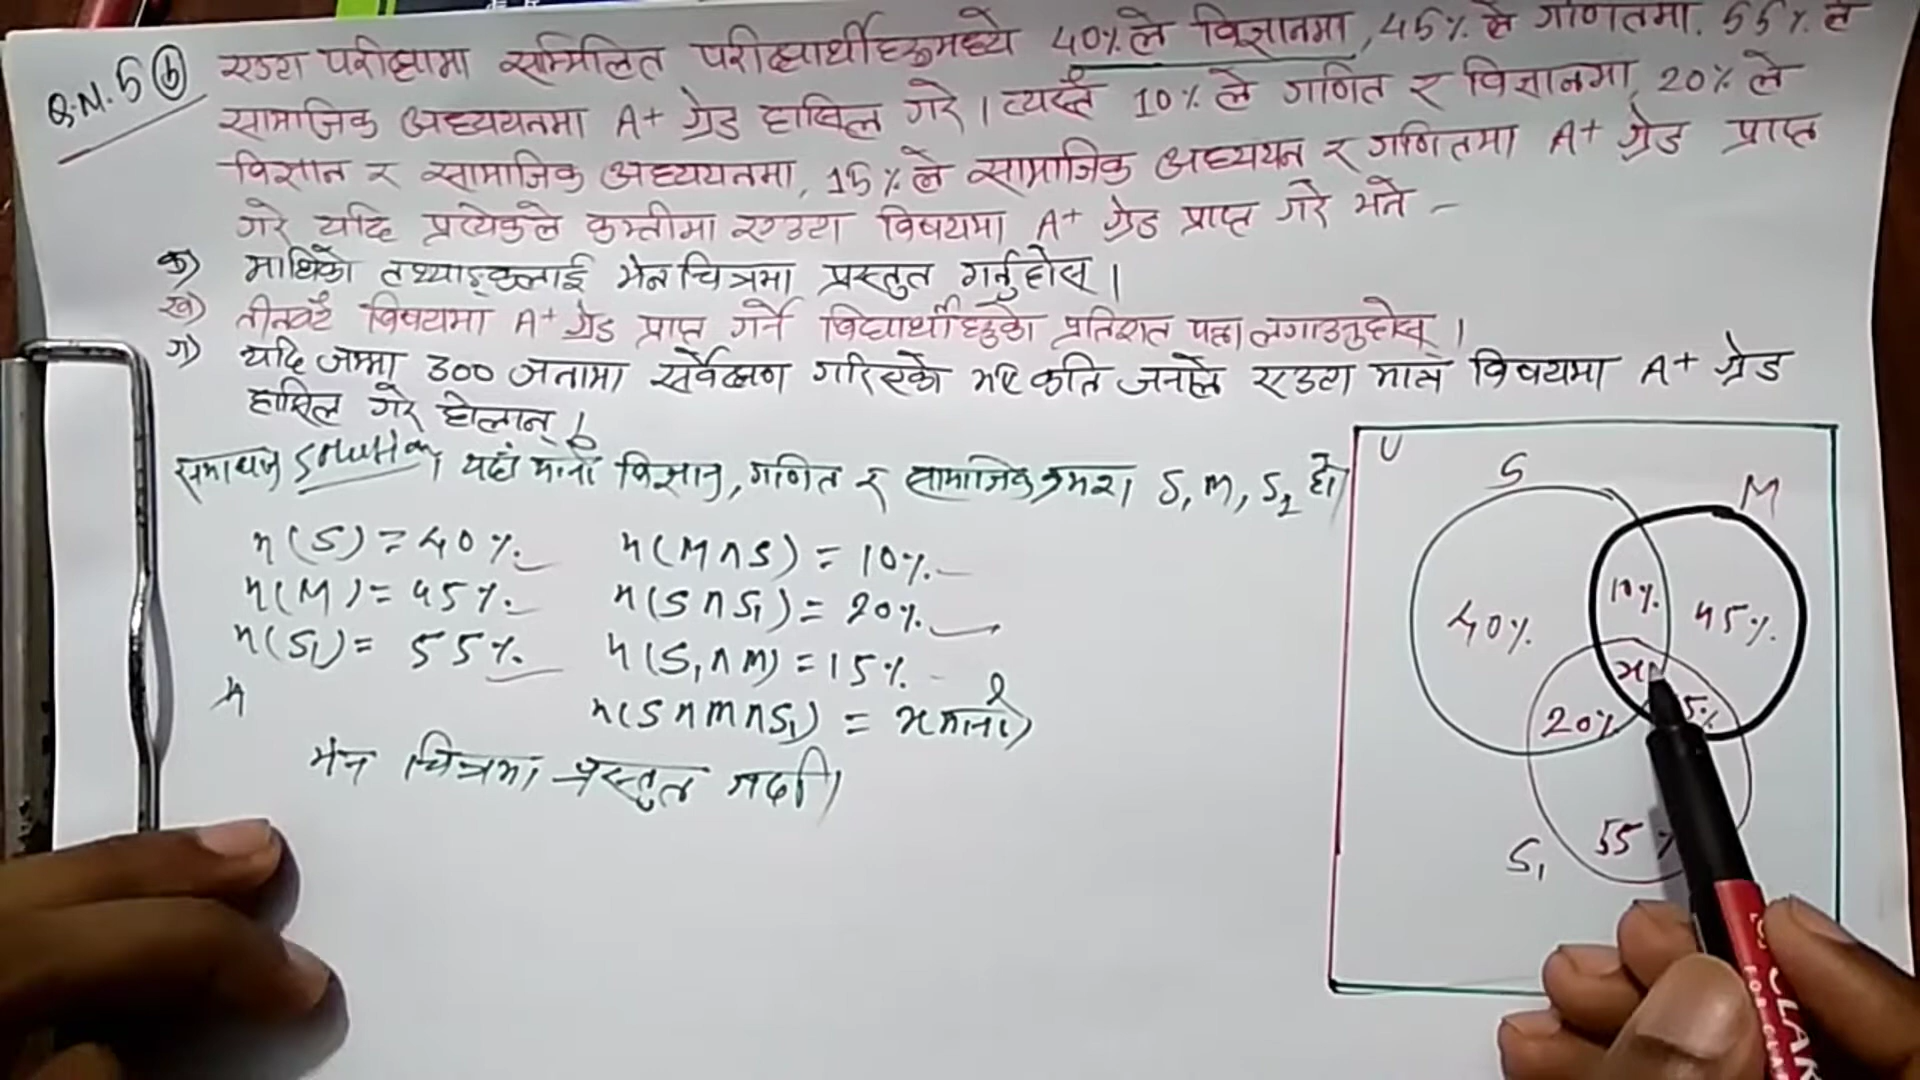 Q.N. 5 b एउटा परीक्षामा सम्मिलित परीक्षार्थीहरूमध्ये 40% ले विज्ञानमा, 45% ले गणितमा, 55% ले
सामाजिक अध्ययनमा A+ ग्रेड हासिल गरे । त्यस्तै 10% ले गणित र विज्ञानमा, 20% ले
विज्ञान र सामाजिक अध्ययनमा, 15% ले सामाजिक अध्ययन र गणितमा A+ ग्रेड प्राप्त
गरे यदि प्रत्येकले कम्तीमा एउटा विषयमा A+ ग्रेड प्राप्त गरे भने –
क) माथिको तथ्याङ्कलाई भेनचित्रमा प्रस्तुत गर्नुहोस् ।
ख) तीनवटै विषयमा A+ ग्रेड प्राप्त गर्ने विद्यार्थीहरूको प्रतिशत पत्ता लगाउनुहोस् ।
ग) यदि जम्मा 300 जनामा सर्वेक्षण गरिएको भए कति जनाले एउटा मात्र विषयमा A+ ग्रेड
हासिल गरे होलान् ।
समाधान Solution, यहाँ मानौं विज्ञान, गणित र सामाजिक क्रमशः S, M, S₂ हो
n(S) = 40% n(M∩S) = 10%
n(M) = 45% n(S∩S₁) = 20%
n(S₁) = 55% n(S₁∩M) = 15%
n
n(S∩M∩S₁) = x मानौं
भेन चित्रमा प्रस्तुत गर्दा,
U
S
M
10%
40%
45%
x
20%
5%
55%
S₁